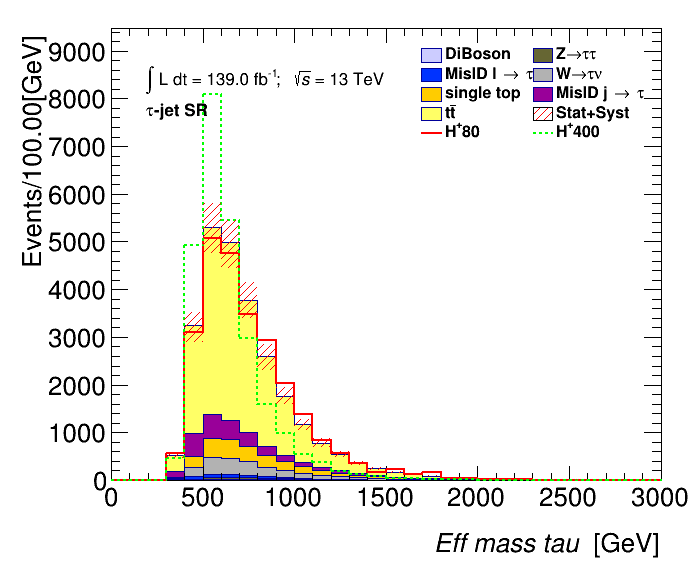 Events/100.00[GeV]
9000
8000
7000
6000
5000
4000
3000
2000
1000
0
∫ L dt = 139.0 fb⁻¹; √s = 13 TeV
τ-jet SR
DiBoson
Z→ττ
MisID l → τ
W→τν
single top
MisID j → τ
tt̄
Stat+Syst
H⁺80
H⁺400
0 500 1000 1500 2000 2500 3000
Eff mass tau [GeV]